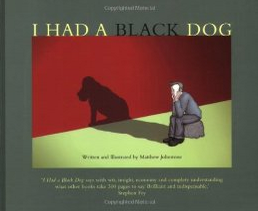 I HAD A BLACK DOG
Written and Illustrated by Matthew Johnstone
'I Had a Black Dog says with wit, insight, economy and complete understanding
what other books take 300 pages to say. Brilliant and indispensable.'
Stephen Fry